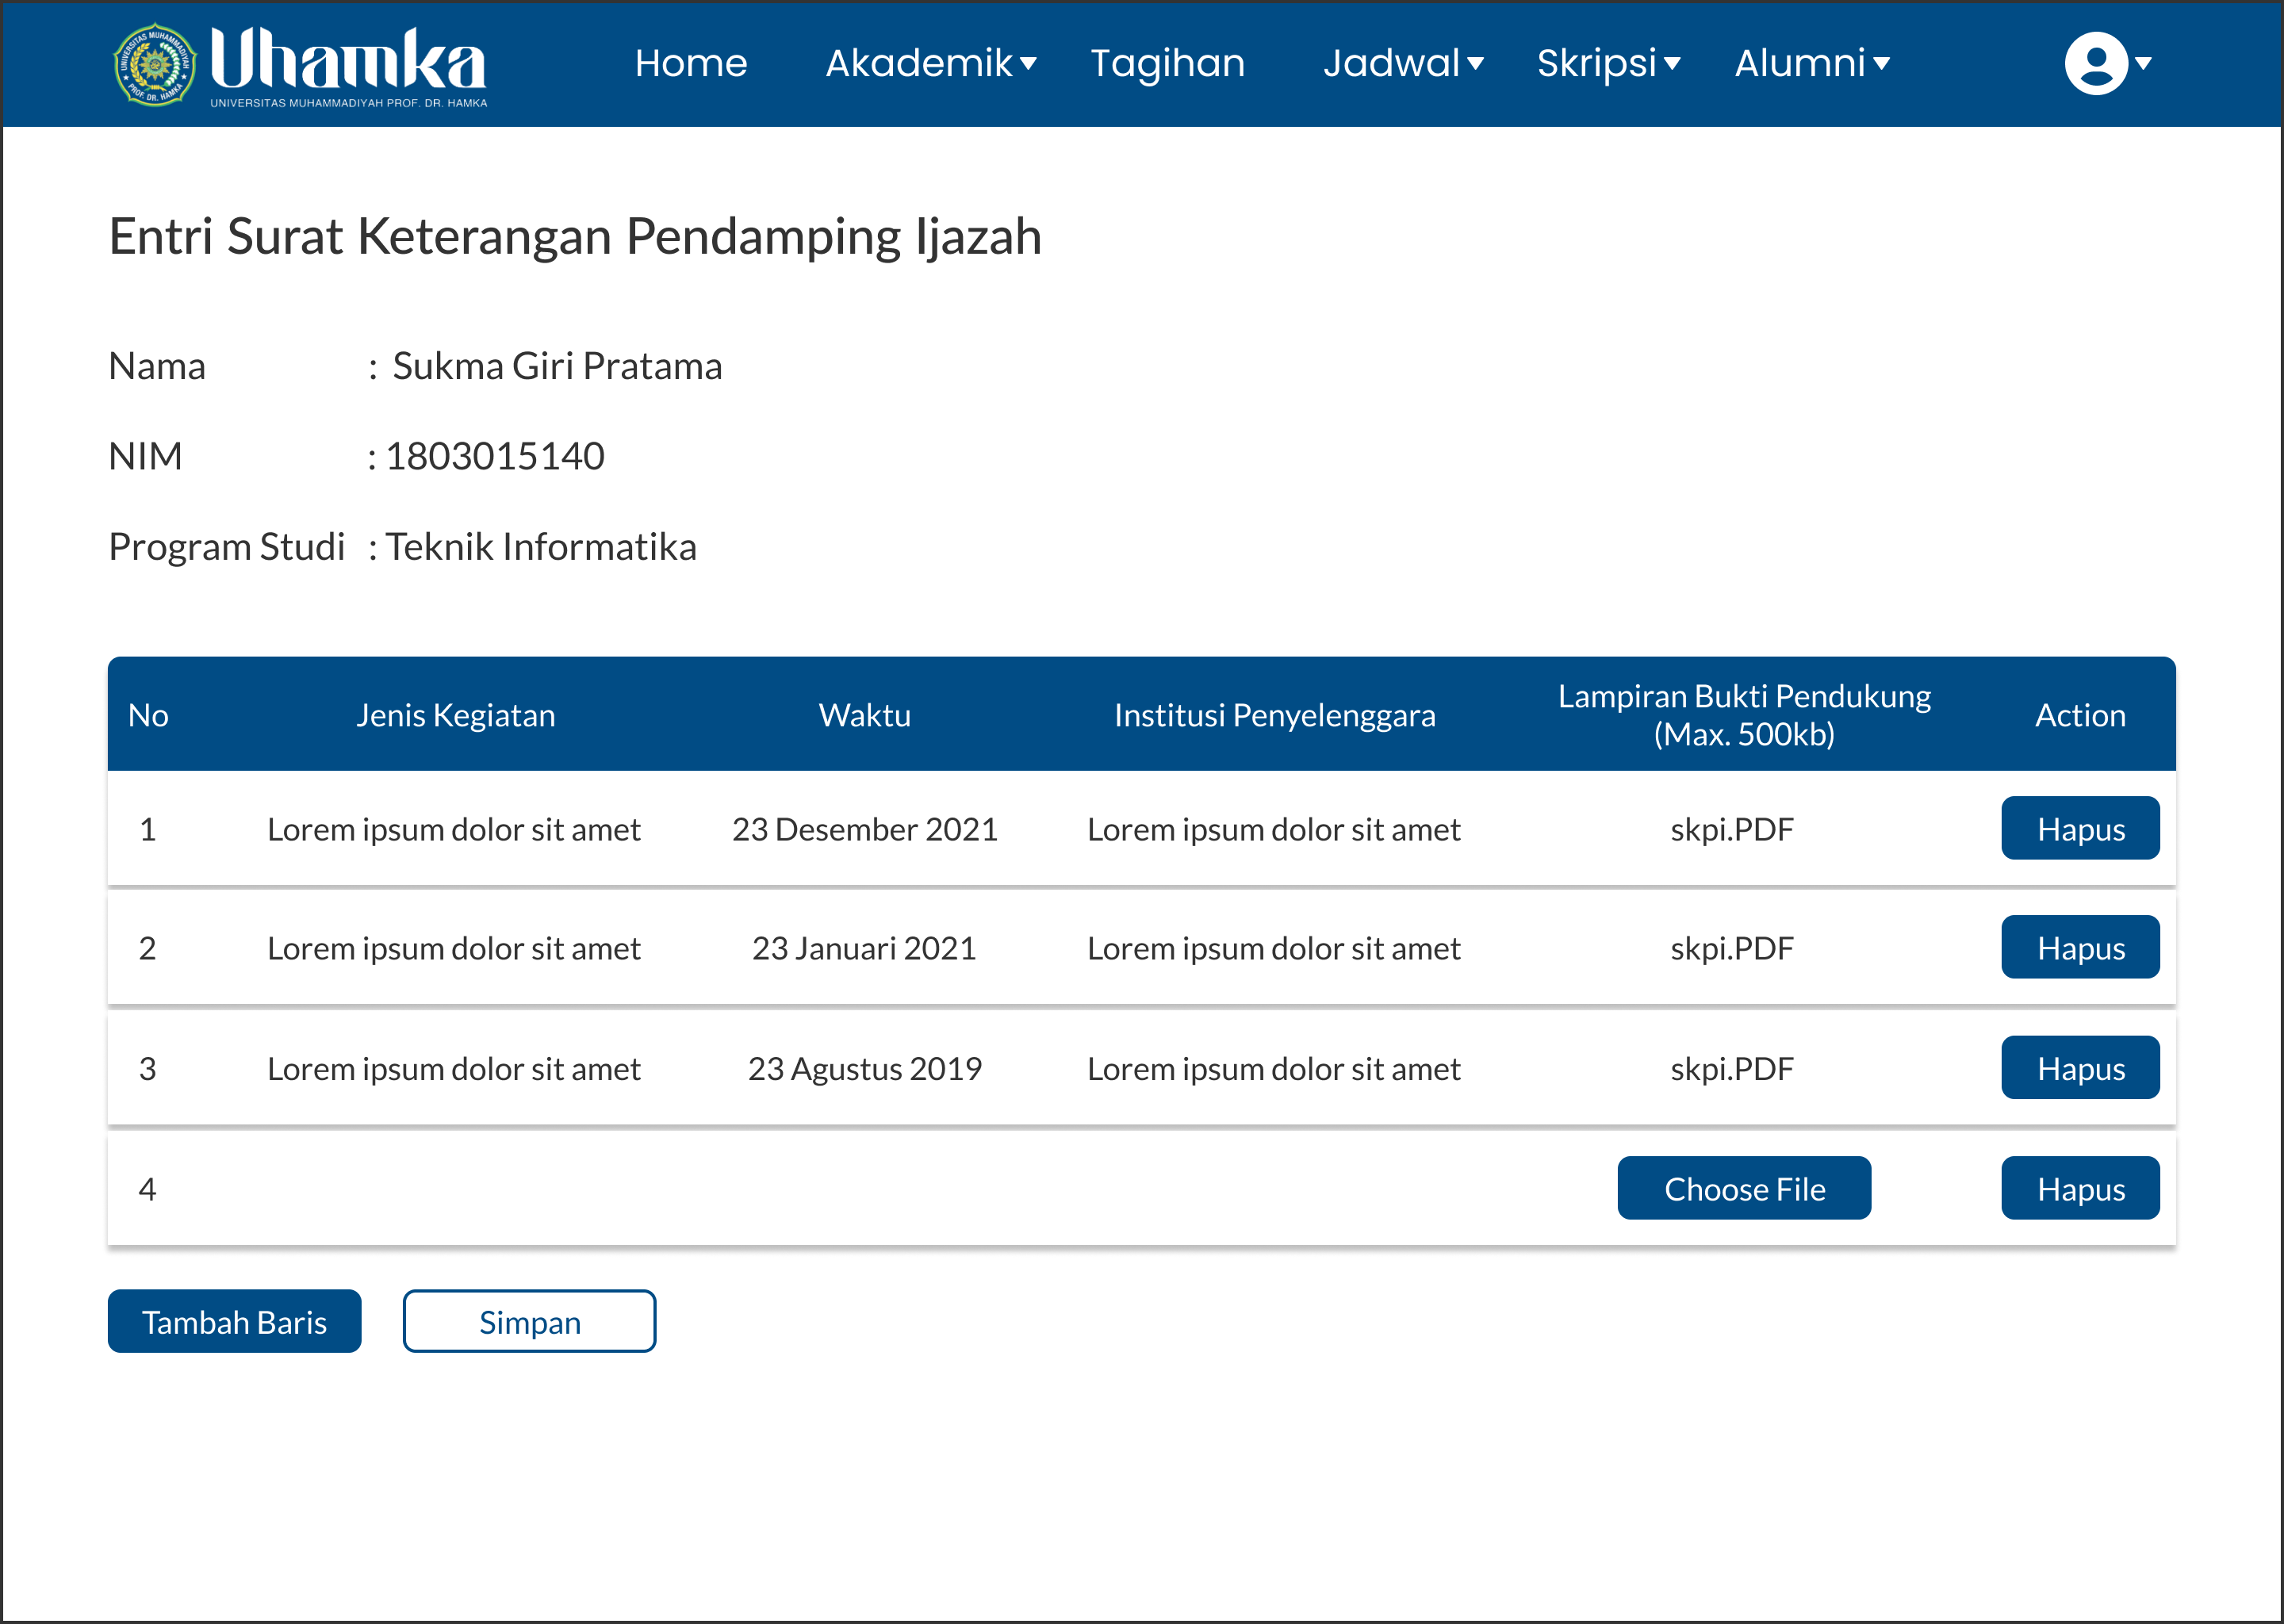 UNIVERSITAS MUHAMMADIYAH
PROF. DR. HAMKA
Uhamka
UNIVERSITAS MUHAMMADIYAH PROF. DR. HAMKA
Home Akademik Tagihan Jadwal Skripsi Alumni
Entri Surat Keterangan Pendamping Ijazah
Nama : Sukma Giri Pratama
NIM : 1803015140
Program Studi : Teknik Informatika
No Jenis Kegiatan Waktu Institusi Penyelenggara Lampiran Bukti Pendukung (Max. 500kb) Action
1 Lorem ipsum dolor sit amet 23 Desember 2021 Lorem ipsum dolor sit amet skpi.PDF Hapus
2 Lorem ipsum dolor sit amet 23 Januari 2021 Lorem ipsum dolor sit amet skpi.PDF Hapus
3 Lorem ipsum dolor sit amet 23 Agustus 2019 Lorem ipsum dolor sit amet skpi.PDF Hapus
4 Choose File Hapus
Tambah Baris Simpan